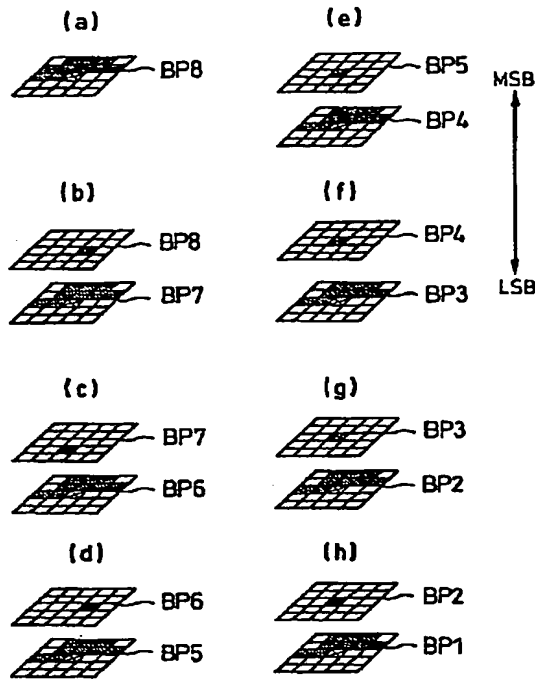 (a)
BP8
(b)
BP8
BP7
(c)
BP7
BP6
(d)
BP6
BP5
(e)
BP5
BP4
(f)
BP4
BP3
(g)
BP3
BP2
(h)
BP2
BP1
MSB
LSB